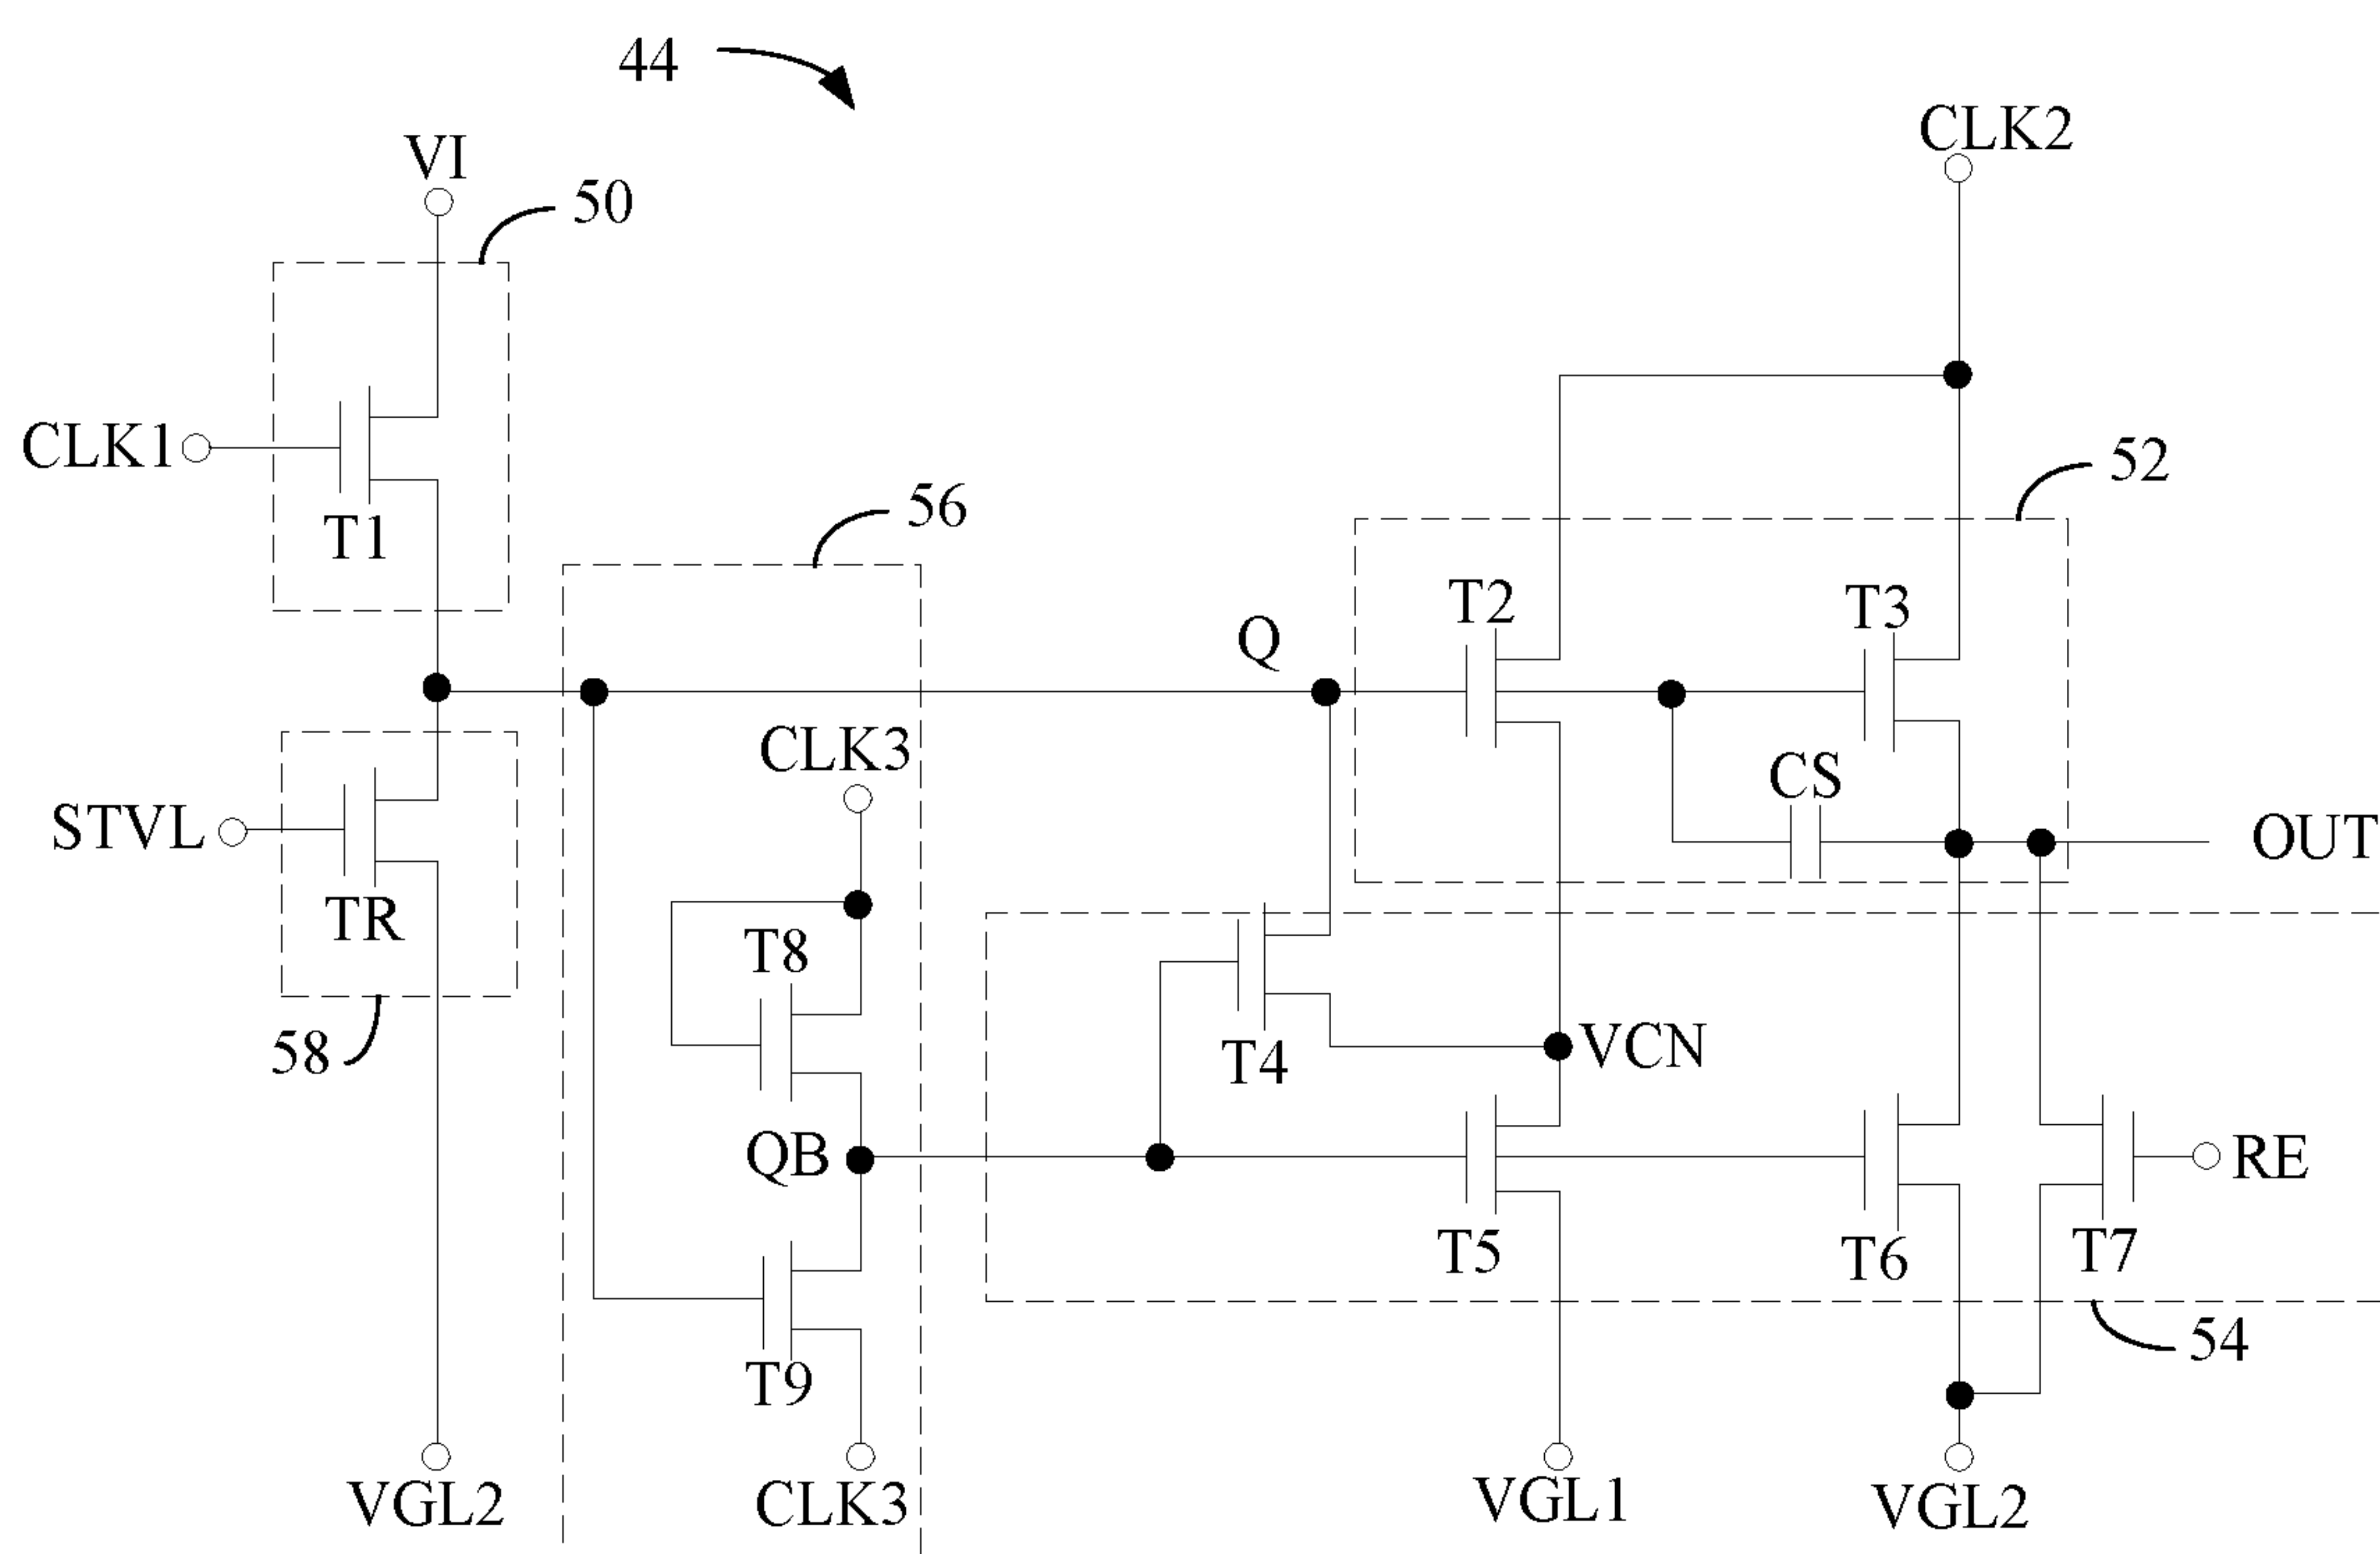 44
CLK2
VI
50
CLK1
T1
52
56
T2
T3
Q
CLK3
CS
STVL
OUT
TR
T8
58
T4
VCN
QB
RE
T5
T6
T7
54
T9
VGL2
CLK3
VGL1
VGL2